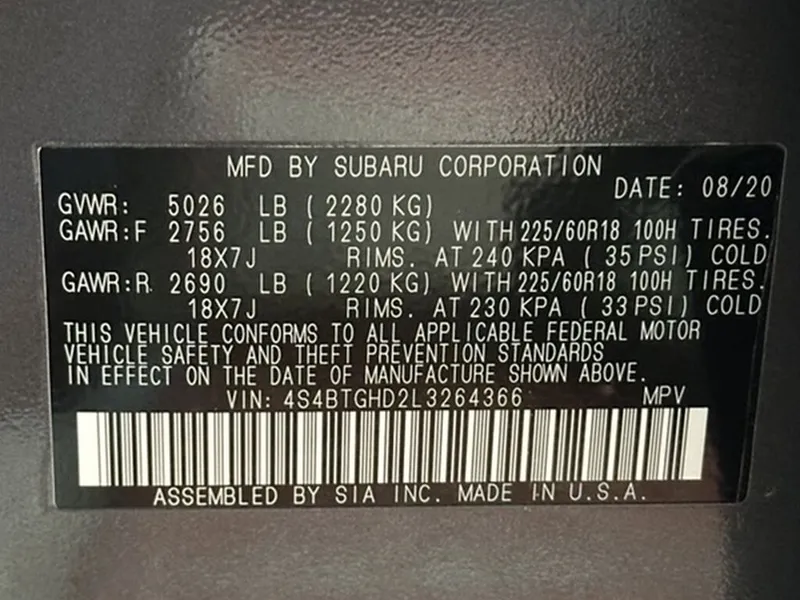 MFD BY SUBARU CORPORATION
DATE: 08/20
GVWR: 5026 LB ( 2280 KG)
GAWR:F 2756 LB ( 1250 KG) WITH 225/60R18 100H TIRES.
18X7J RIMS. AT 240 KPA ( 35 PSI) COLD
GAWR:R 2690 LB ( 1220 KG) WITH 225/60R18 100H TIRES.
18X7J RIMS. AT 230 KPA ( 33 PSI) COLD
THIS VEHICLE CONFORMS TO ALL APPLICABLE FEDERAL MOTOR
VEHICLE SAFETY AND THEFT PREVENTION STANDARDS
IN EFFECT ON THE DATE OF MANUFACTURE SHOWN ABOVE.
VIN: 4S4BTGHD2L3264366 MPV
ASSEMBLED BY SIA INC. MADE IN U.S.A.